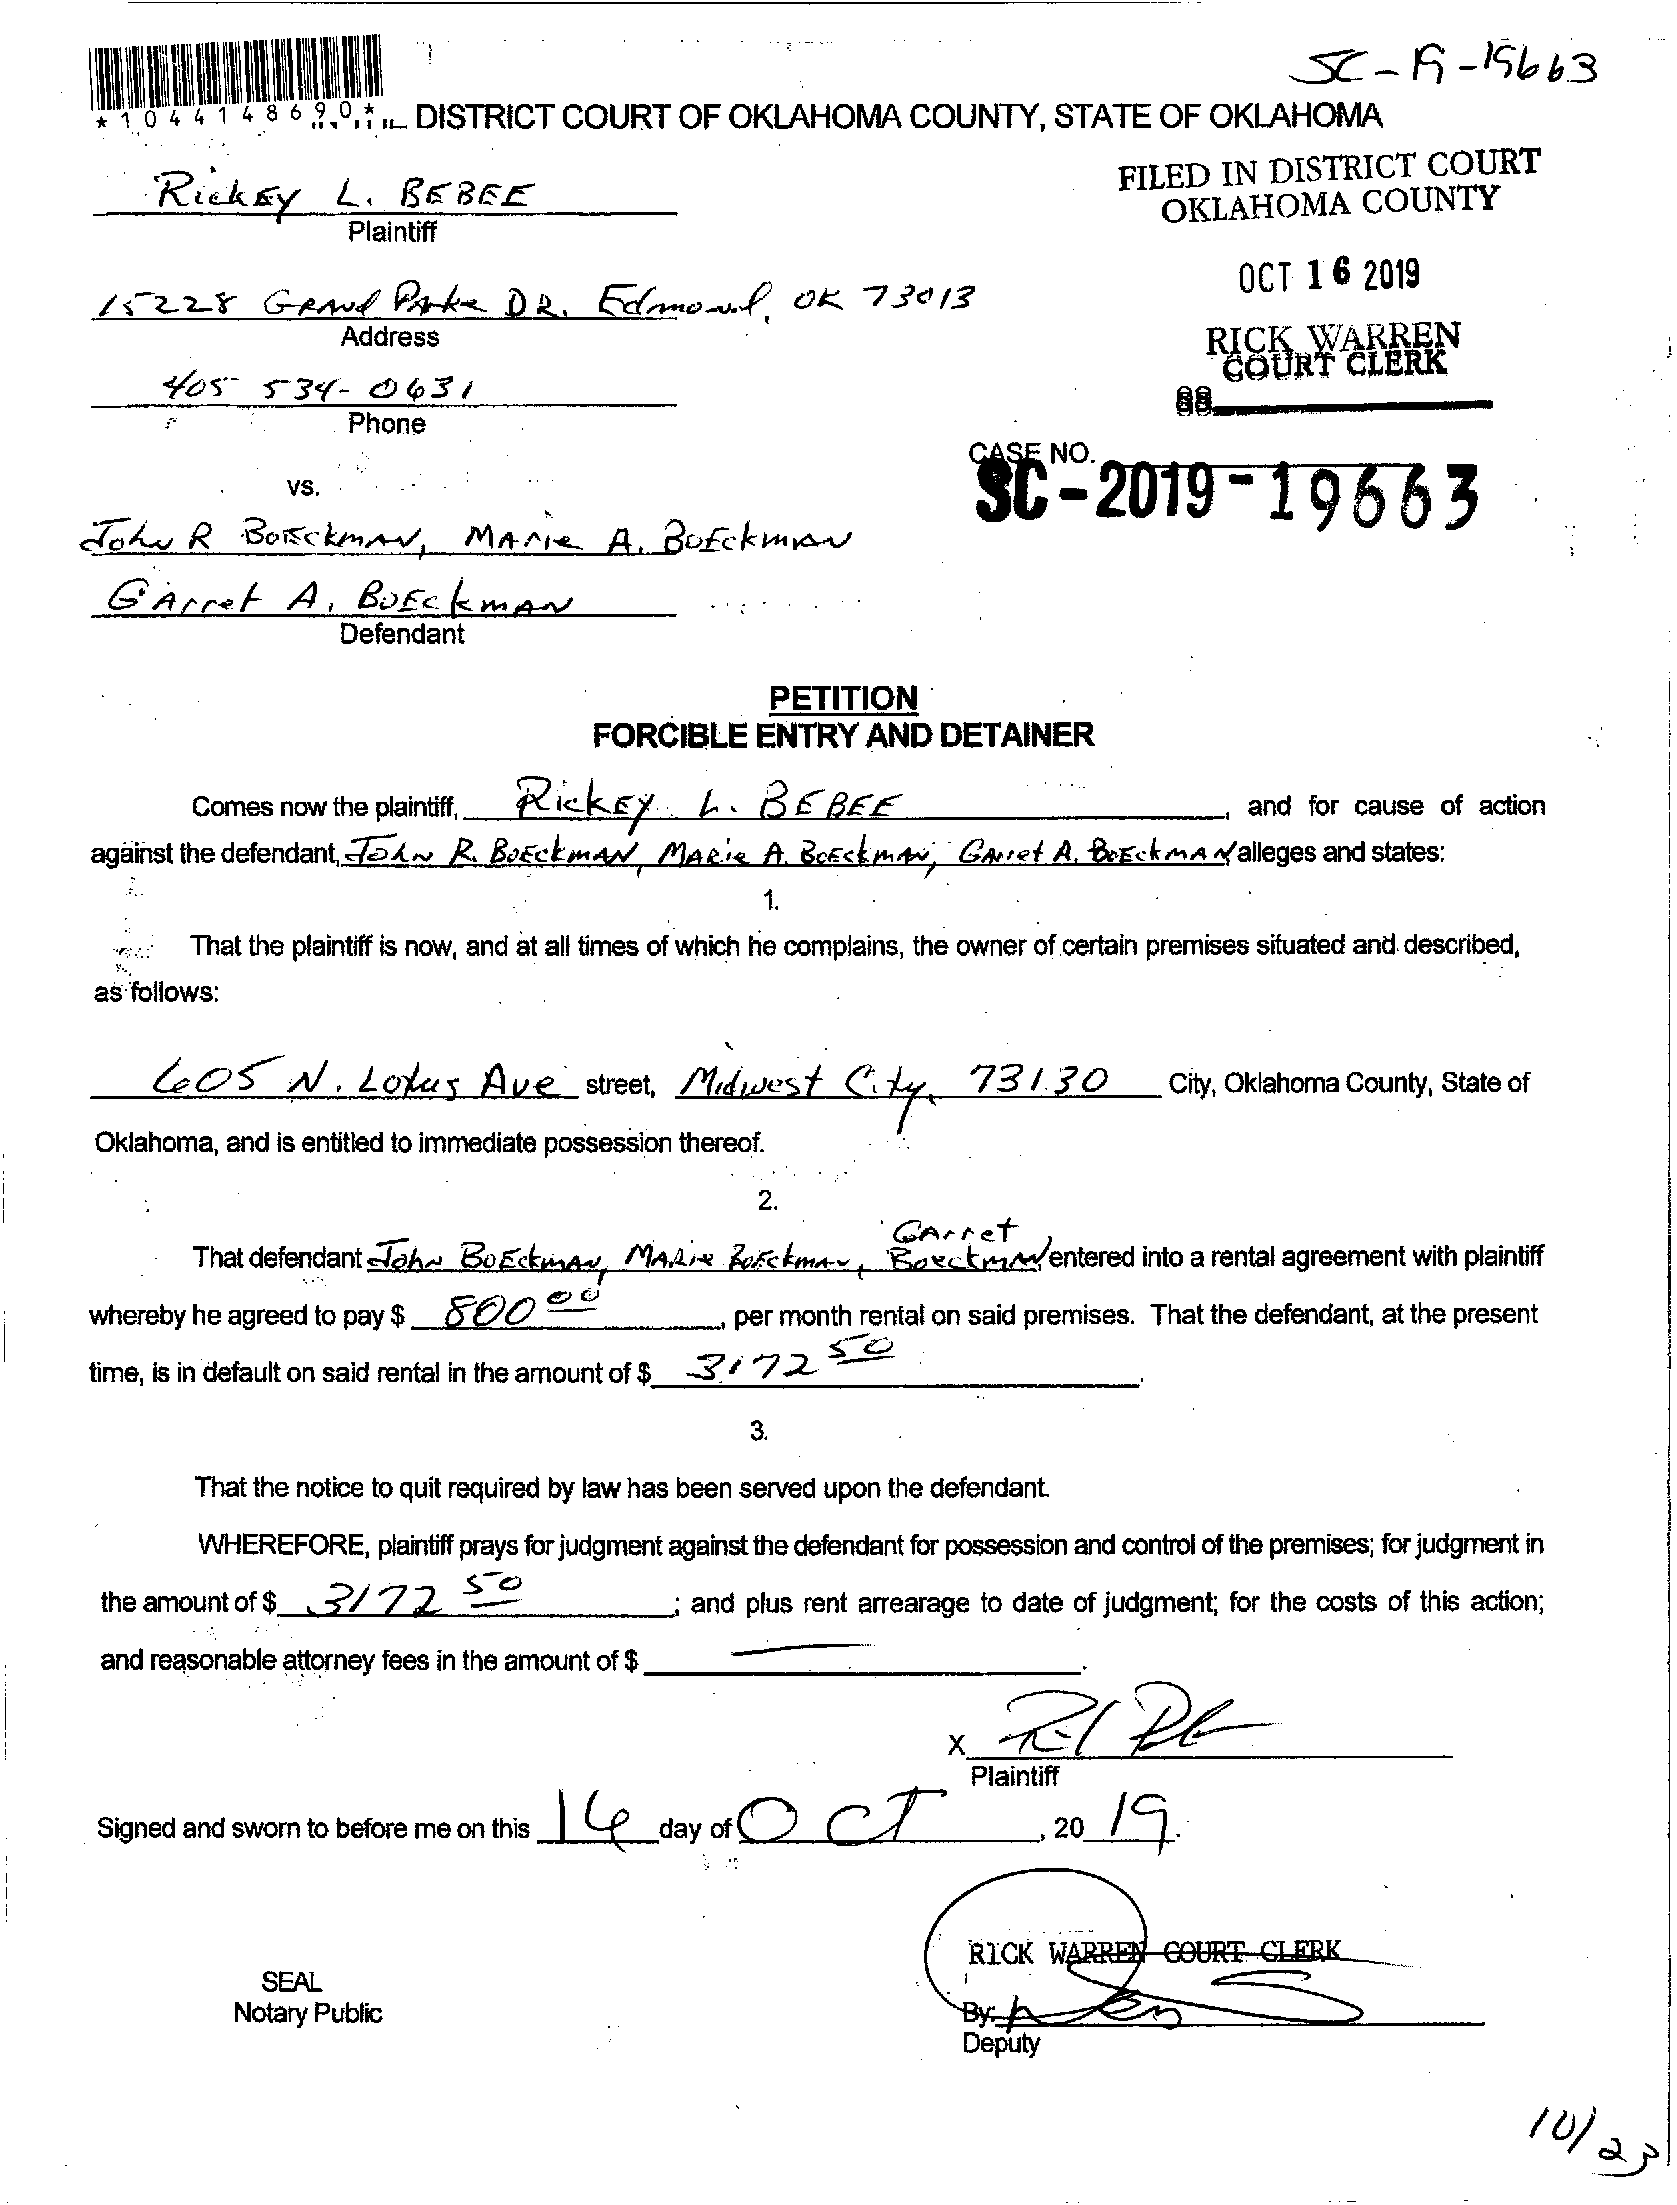 SC-19-19663
*1044148690*
DISTRICT COURT OF OKLAHOMA COUNTY, STATE OF OKLAHOMA
FILED IN DISTRICT COURT
OKLAHOMA COUNTY
Rickey L. BEBEE
Plaintiff
OCT 16 2019
15228 Grand Parke DR. Edmond, OK 73013
Address
RICK WARREN
COURT CLERK
405 534-0631
Phone
88
CASE NO.
SC-2019-19663
vs.
John R Boeckman, Marie A. Boeckman
Garret A. Boeckman
Defendant
PETITION
FORCIBLE ENTRY AND DETAINER
Comes now the plaintiff, Rickey L. BEBEE, and for cause of action
against the defendant, John R. Boeckman, Marie A. Boeckman, Garret A. Boeckman alleges and states:
1.
That the plaintiff is now, and at all times of which he complains, the owner of certain premises situated and described,
as follows:
605 N. Lotus Ave street, Midwest City, 73130 City, Oklahoma County, State of
Oklahoma, and is entitled to immediate possession thereof.
2.
Garret
That defendant John Boeckman, Marie Boeckman, Boeckman, entered into a rental agreement with plaintiff
whereby he agreed to pay $ 800 00, per month rental on said premises. That the defendant, at the present
time, is in default on said rental in the amount of $ 3172 50.
3.
That the notice to quit required by law has been served upon the defendant.
WHEREFORE, plaintiff prays for judgment against the defendant for possession and control of the premises; for judgment in
the amount of $ 3172 50; and plus rent arrearage to date of judgment; for the costs of this action;
and reasonable attorney fees in the amount of $ —.
X
Plaintiff
Signed and sworn to before me on this 16 day of OCT, 20 19.
RICK WARREN COURT CLERK
SEAL
Notary Public
By:
Deputy
10/23